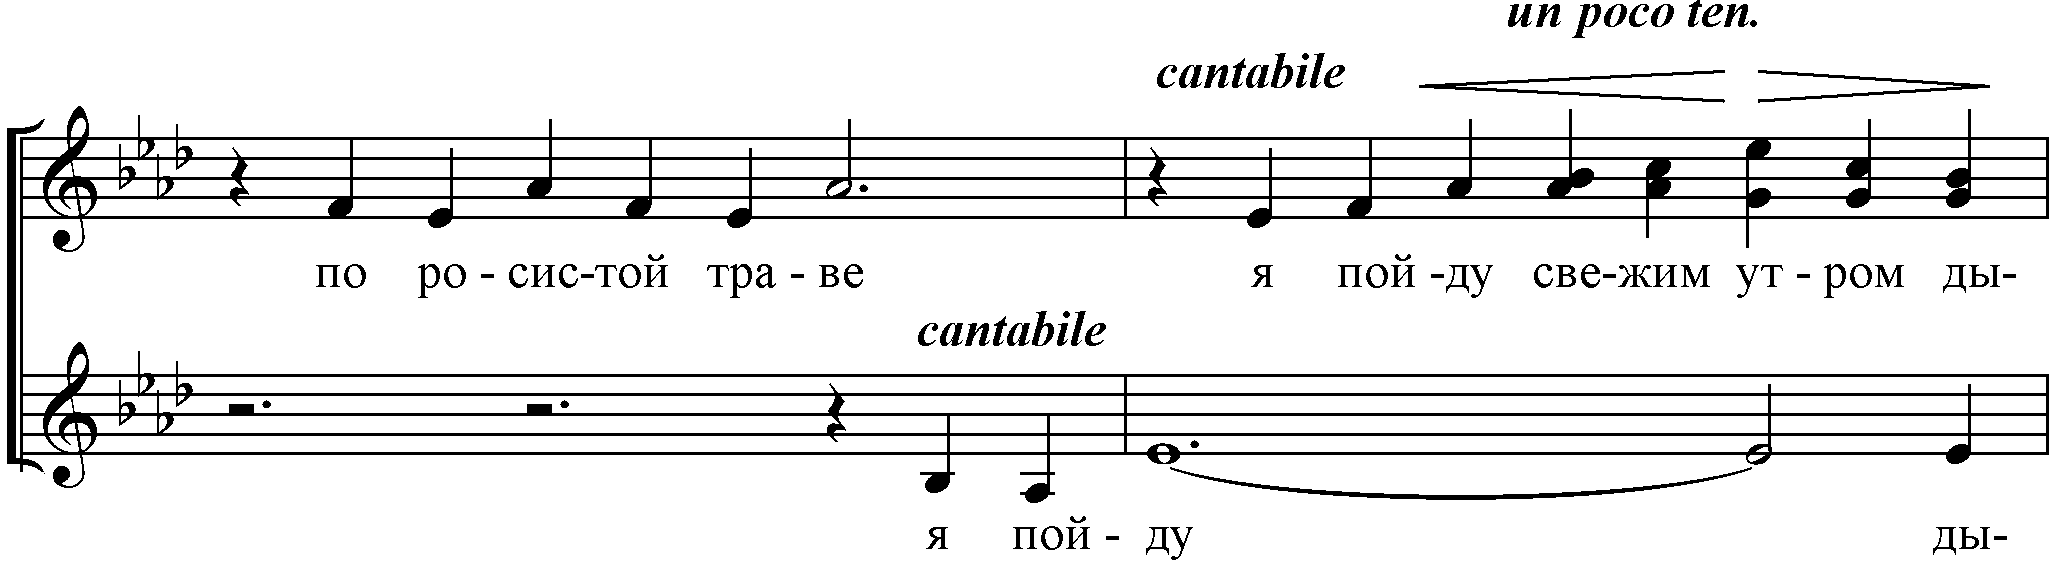 un poco ten.
cantabile
по ро - сис-той тра - ве я пой -ду све-жим ут - ром ды-
cantabile
я пой - ду ды-